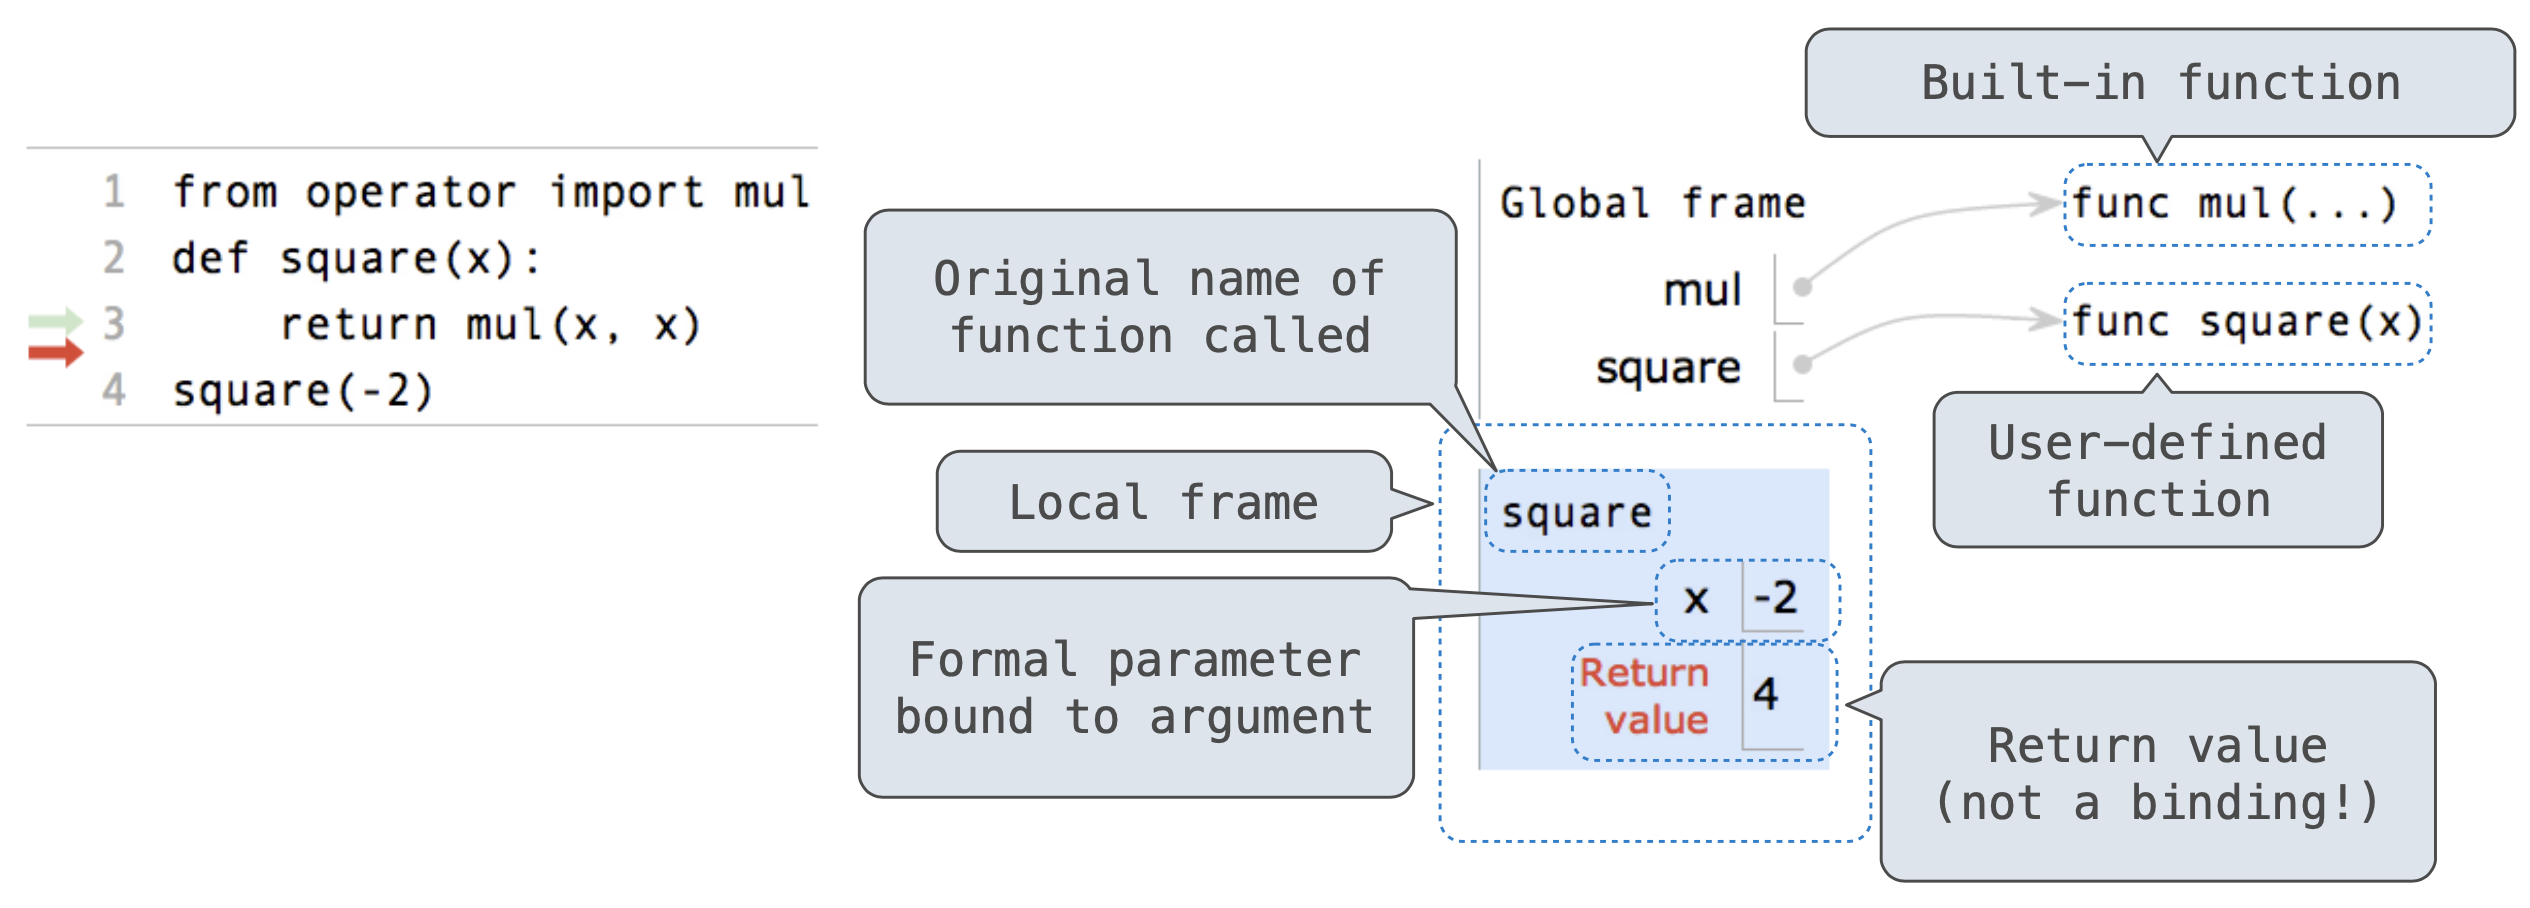 1 from operator import mul
2 def square(x):
3 return mul(x, x)
4 square(-2)
Built-in function
Global frame
func mul(...)
mul
func square(x)
square
Original name of
function called
User-defined
function
Local frame
square
x -2
Formal parameter
bound to argument
Return
value
4
Return value
(not a binding!)